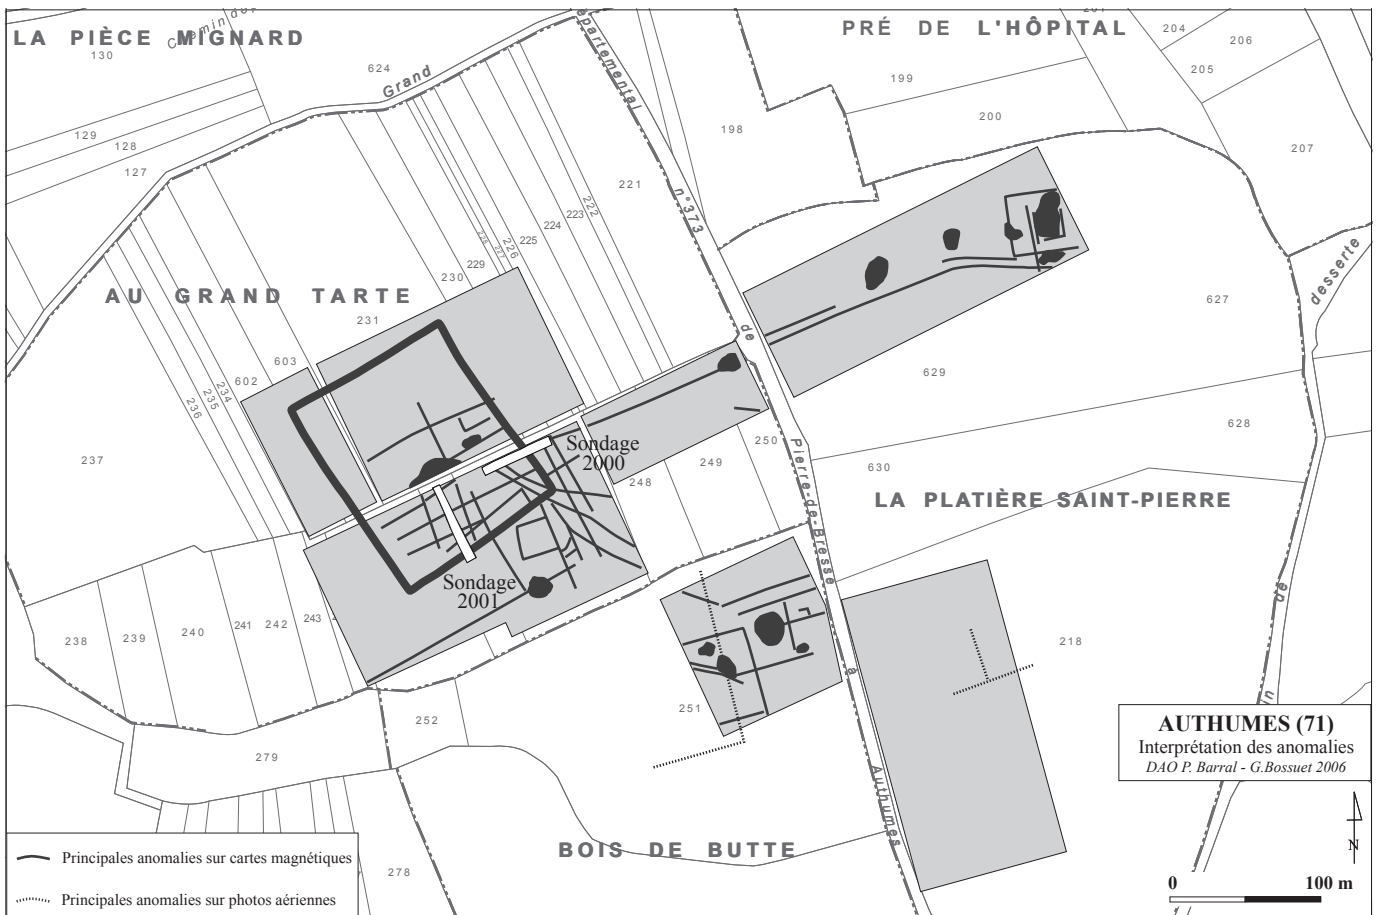 LA PIÈCE MIGNARD
PRÉ DE L'HÔPITAL
130
624
Grand
départemental
204
206
205
199
200
198
129
128
127
207
n°373
221
222
223
224
225
226
229
230
231
AU GRAND TARTE
603
602
234
235
236
237
desserte
627
de
629
628
Sondage
2000
250
249
248
Pierre-de-Bresse
630
LA PLATIÈRE SAINT-PIERRE
Sondage
2001
de
238
239
240
241
242
243
218
à
251
252
279
Authumes
BOIS DE BUTTE
278
AUTHUMES (71)
Interprétation des anomalies
DAO P. Barral - G.Bossuet 2006
N
0 100 m
Principales anomalies sur cartes magnétiques
Principales anomalies sur photos aériennes